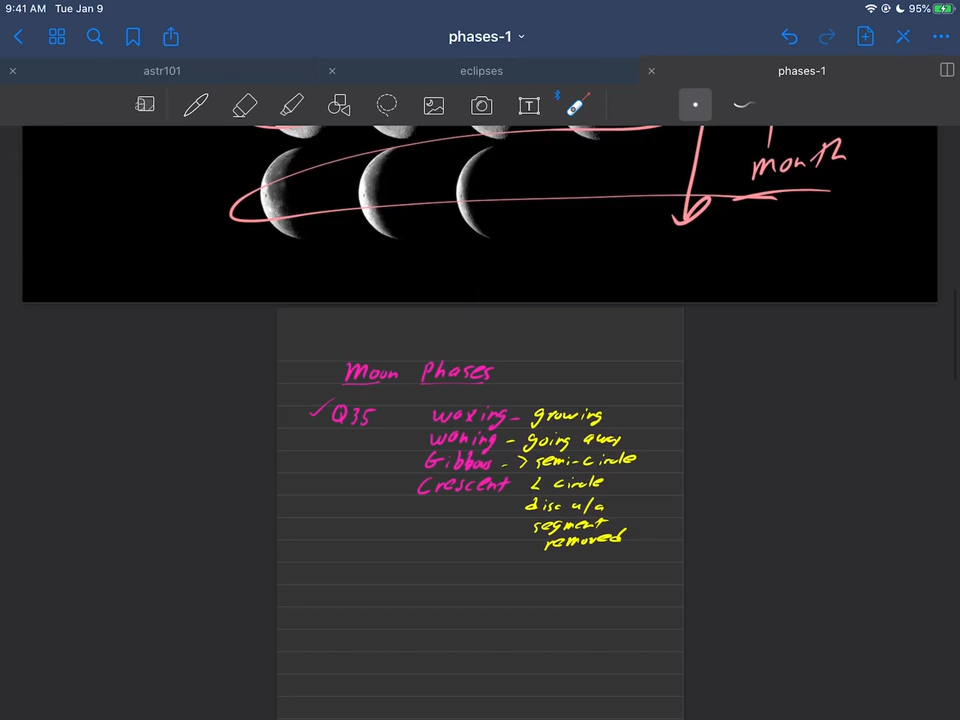 9:41 AM Tue Jan 9
95%
phases-1
astr101
eclipses
phases-1
T
month
Moon Phases
✓ Q35 waxing - growing
waning - going away
Gibbous - > semi-circle
Crescent < circle
disc w/a
segment
removed